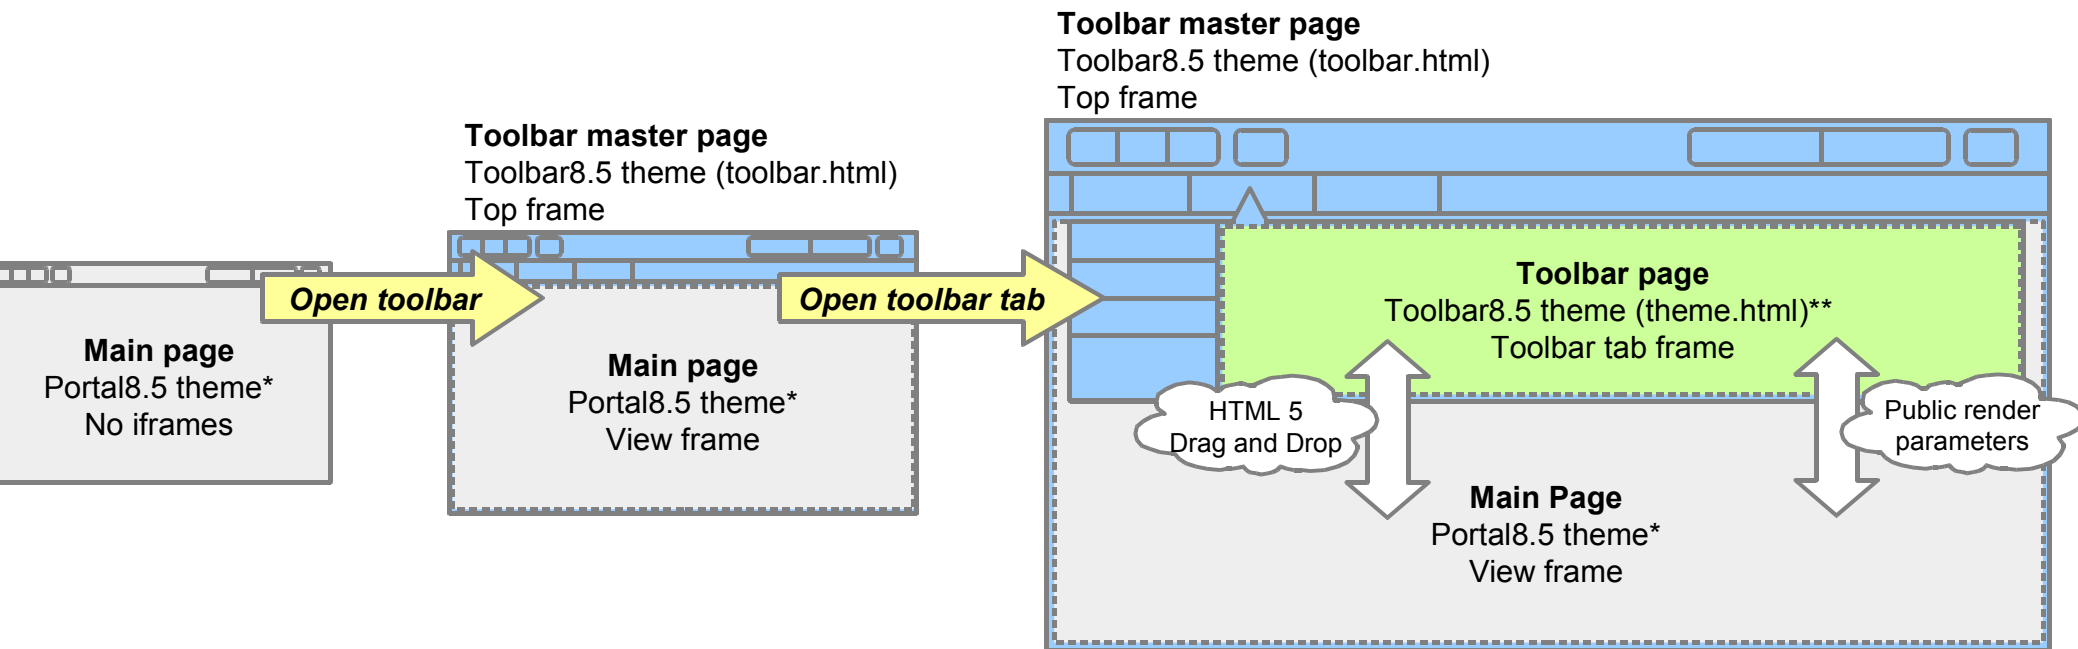 Main page
Portal8.5 theme*
No iframes
Open toolbar
Toolbar master page
Toolbar8.5 theme (toolbar.html)
Top frame
Main page
Portal8.5 theme*
View frame
Open toolbar tab
Toolbar master page
Toolbar8.5 theme (toolbar.html)
Top frame
Toolbar page
Toolbar8.5 theme (theme.html)**
Toolbar tab frame
HTML 5
Drag and Drop
Public render
parameters
Main Page
Portal8.5 theme*
View frame